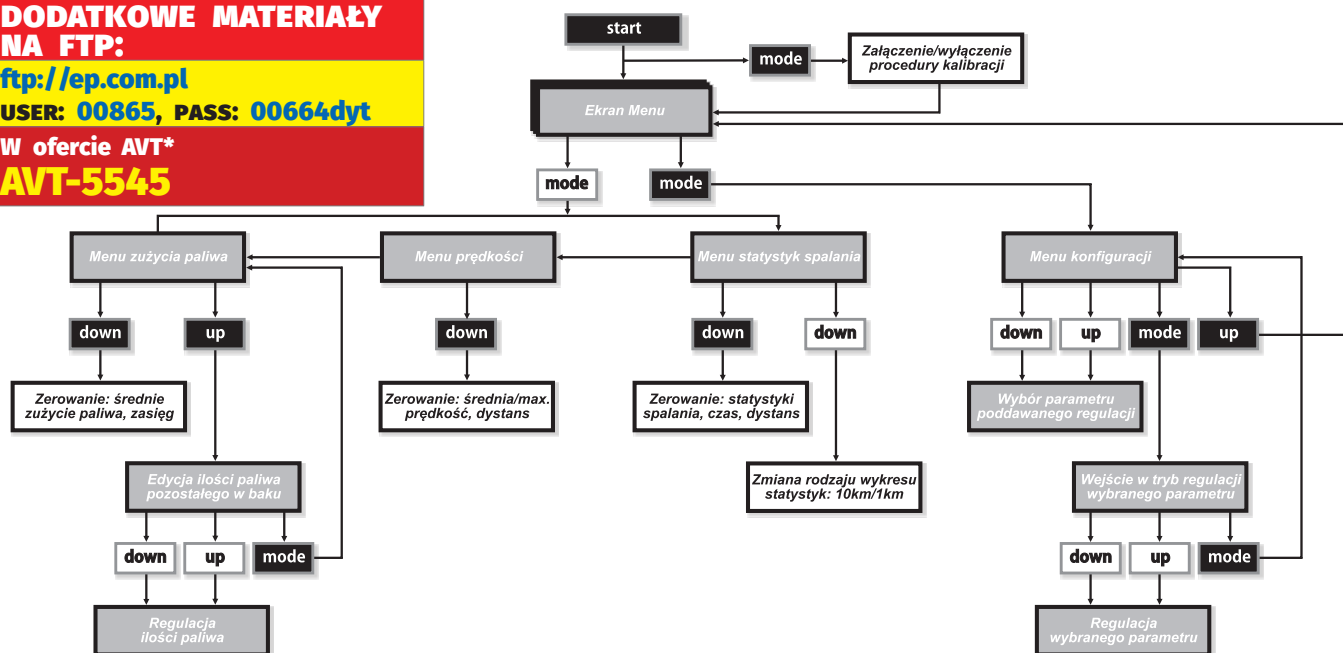 DODATKOWE MATERIAŁY
NA FTP:
ftp://ep.com.pl
USER: 00865, PASS: 00664dyt
W ofercie AVT*
AVT-5545
start
mode
Załączenie/wyłączenie
procedury kalibracji
Ekran Menu
mode
mode
Menu zużycia paliwa
Menu prędkości
Menu statystyk spalania
Menu konfiguracji
down
up
down
down
down
down
up
mode
up
Zerowanie: średnie
zużycie paliwa, zasięg
Zerowanie: średnia/max.
prędkość, dystans
Zerowanie: statystyki
spalania, czas, dystans
Wybór parametru
poddawanego regulacji
Edycja ilości paliwa
pozostałego w baku
Zmiana rodzaju wykresu
statystyk: 10km/1km
Wejście w tryb regulacji
wybranego parametru
down
up
mode
down
up
mode
Regulacja
ilości paliwa
Regulacja
wybranego parametru